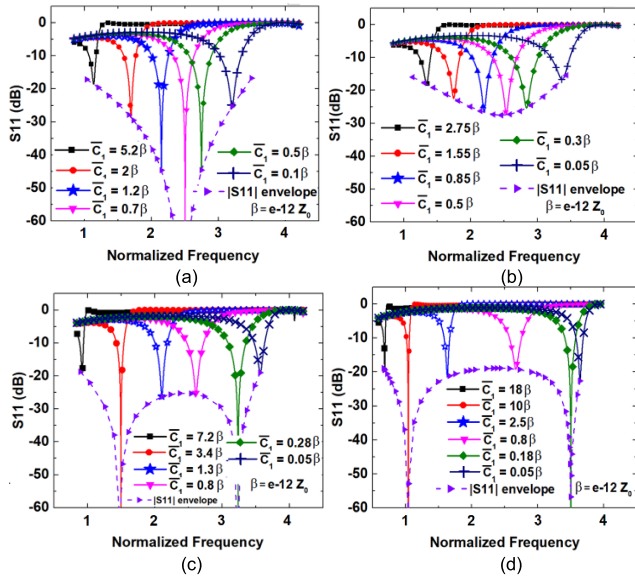 0
-10
-20
-30
-40
-50
-60
S11 (dB)
C̅₁ = 5.2β
C̅₁ = 2β
C̅₁ = 1.2β
C̅₁ = 0.7β
C̅₁ = 0.5β
C̅₁ = 0.1β
|S11| envelope
β = e-12 Z₀
1 2 3 4
Normalized Frequency
(a)
0
-10
-20
-30
-40
-50
-60
S11(dB)
C̅₁ = 2.75β
C̅₁ = 1.55β
C̅₁ = 0.85β
C̅₁ = 0.5β
C̅₁ = 0.3β
C̅₁ = 0.05β
|S11| envelope
β = e-12 Z₀
1 2 3 4
Normalized Frequency
(b)
0
-10
-20
-30
-40
-50
-60
S11 (dB)
C̅₁ = 7.2β
C̅₁ = 3.4β
C̅₁ = 1.3β
C̅₁ = 0.8β
|S11| envelope
C̅₁ = 0.28β
C̅₁ = 0.05β
β = e-12 Z₀
1 2 3 4
Normalized Frequency
(c)
0
-10
-20
-30
-40
-50
-60
S11 (dB)
C̅₁ = 18β
C̅₁ = 10β
C̅₁ = 2.5β
C̅₁ = 0.8β
C̅₁ = 0.18β
C̅₁ = 0.05β
|S11| envelope
β = e-12 Z₀
1 2 3 4
Normalized Frequency
(d)